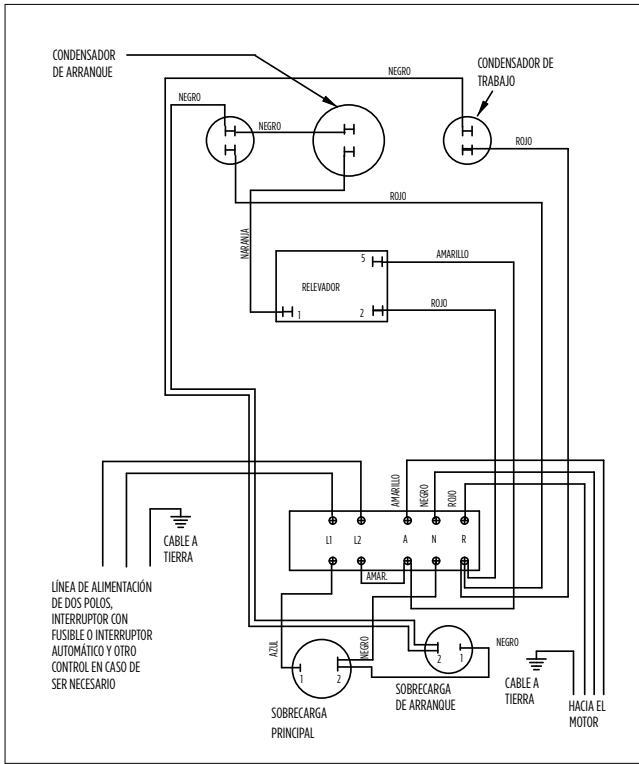 CONDENSADOR
DE ARRANQUE
CONDENSADOR DE
TRABAJO
NEGRO
NEGRO
NEGRO
ROJO
ROJO
NARANJA
5
AMARILLO
RELEVADOR
ROJO
1
2
AMARILLO
NEGRO
ROJO
L1
L2
A
N
R
CABLE A
TIERRA
AMAR.
LÍNEA DE ALIMENTACIÓN
DE DOS POLOS,
INTERRUPTOR CON
FUSIBLE O INTERRUPTOR
AUTOMÁTICO Y OTRO
CONTROL EN CASO DE
SER NECESARIO
AZUL
NEGRO
NEGRO
1
2
2
1
SOBRECARGA
PRINCIPAL
SOBRECARGA
DE ARRANQUE
CABLE A
TIERRA
HACIA EL
MOTOR